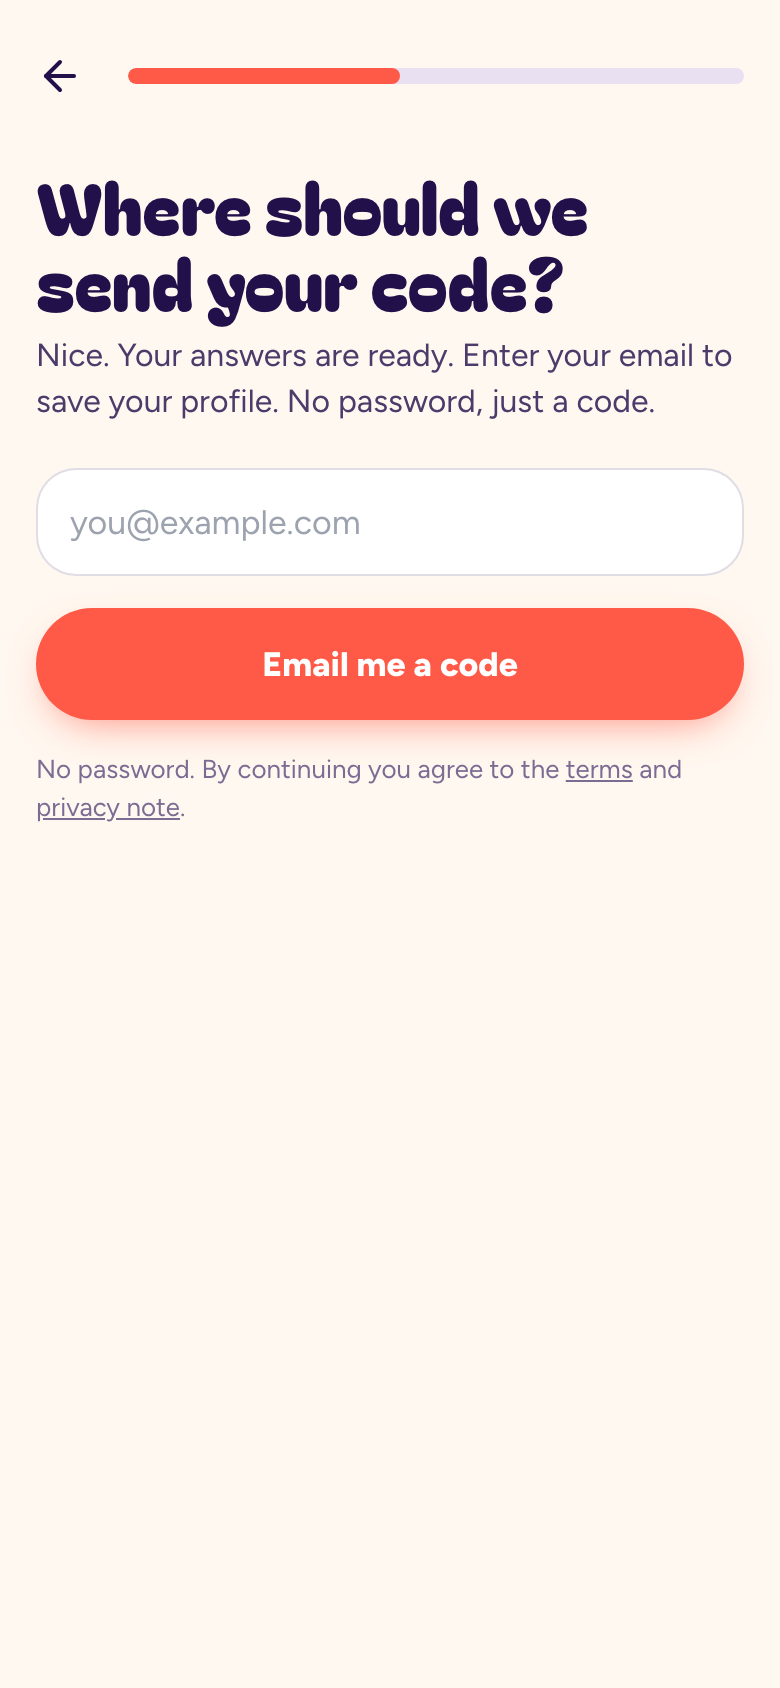 Where should we
send your code?
Nice. Your answers are ready. Enter your email to
save your profile. No password, just a code.
you@example.com
Email me a code
No password. By continuing you agree to the terms and
privacy note.